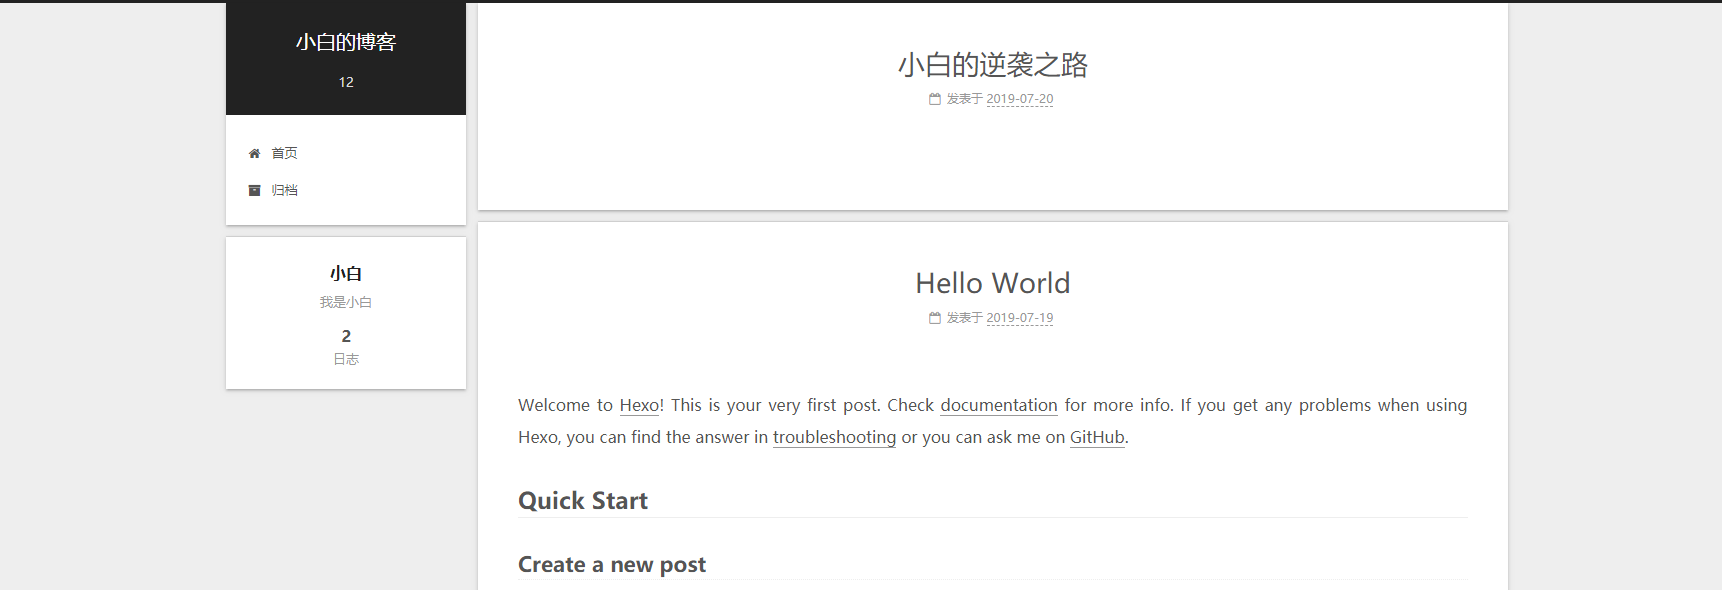 小白的博客
12
首页
归档
小白
我是小白
2
日志
小白的逆袭之路
发表于 2019-07-20
Hello World
发表于 2019-07-19
Welcome to Hexo! This is your very first post. Check documentation for more info. If you get any problems when using
Hexo, you can find the answer in troubleshooting or you can ask me on GitHub.
Quick Start
Create a new post